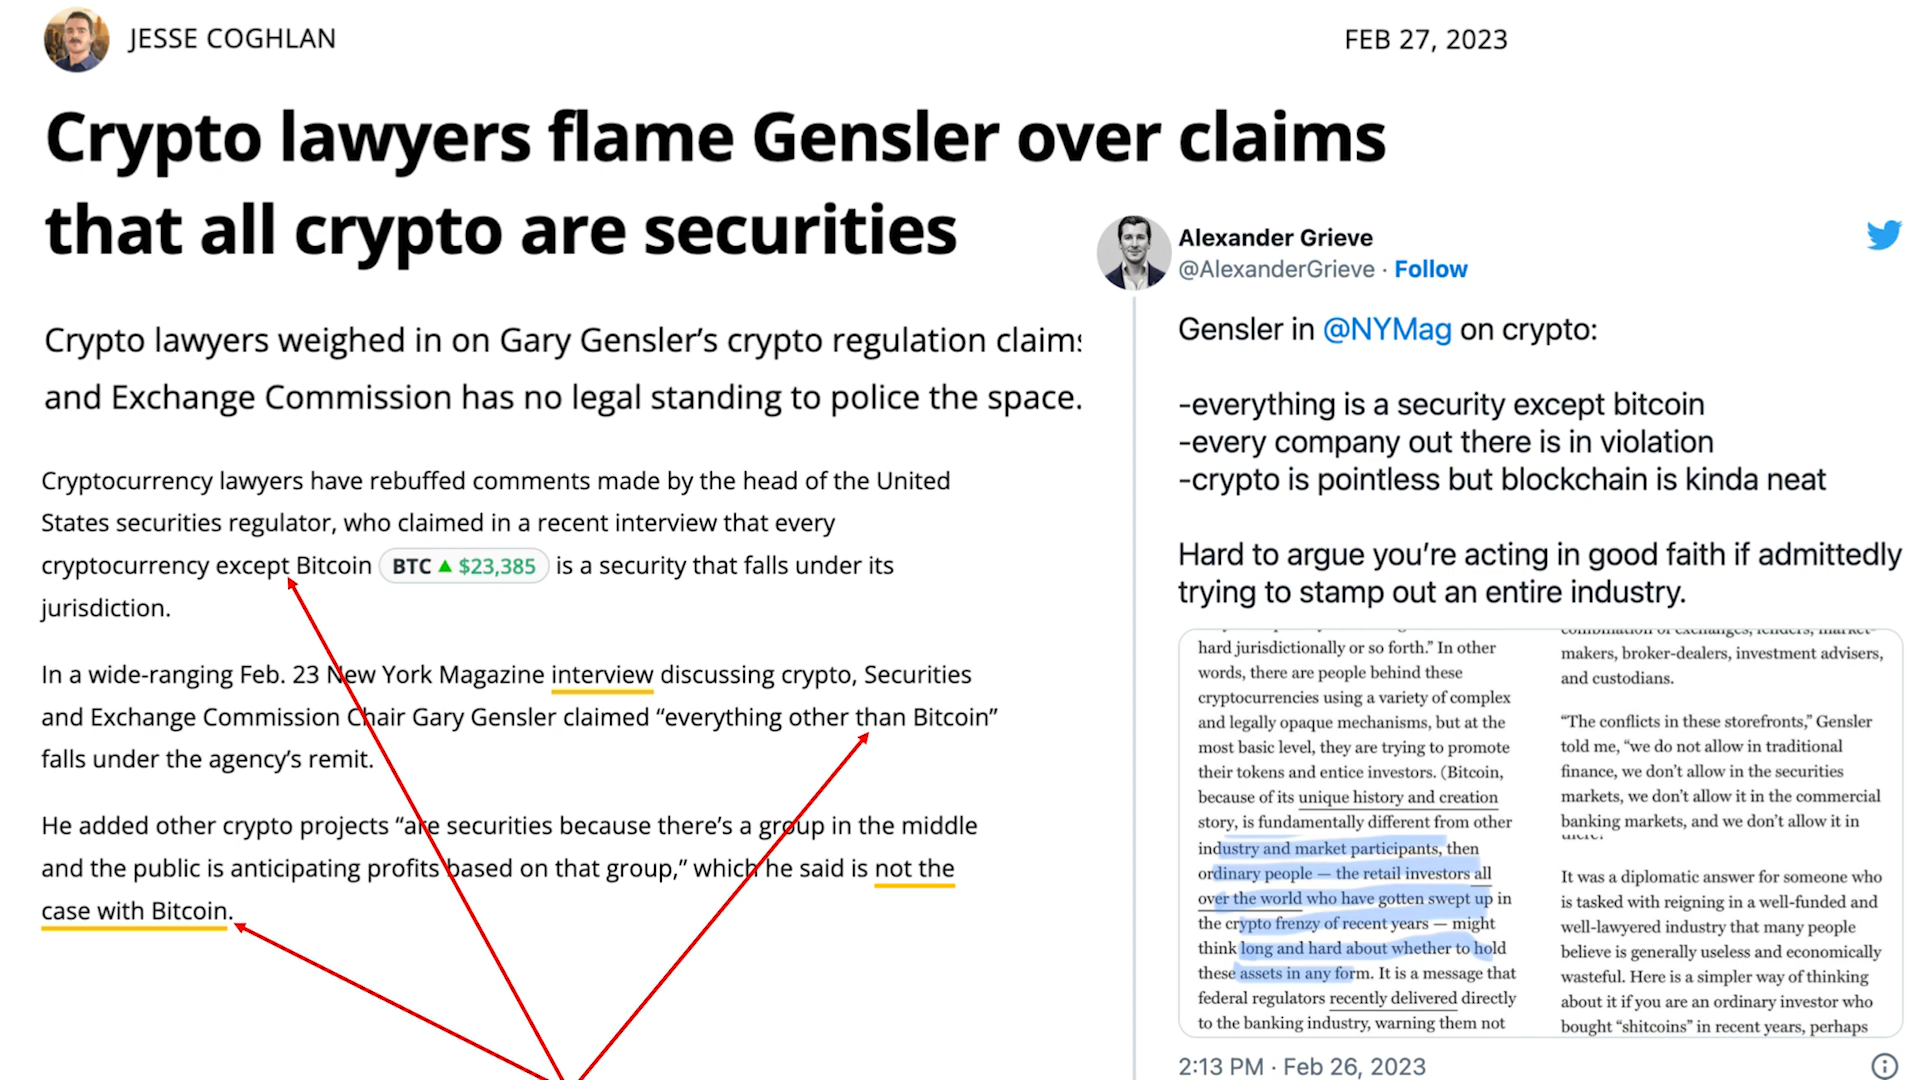 JESSE COGHLAN
FEB 27, 2023
Crypto lawyers flame Gensler over claims
that all crypto are securities
Crypto lawyers weighed in on Gary Gensler’s crypto regulation claims
and Exchange Commission has no legal standing to police the space.
Cryptocurrency lawyers have rebuffed comments made by the head of the United
States securities regulator, who claimed in a recent interview that every
cryptocurrency except Bitcoin BTC ▲ $23,385 is a security that falls under its
jurisdiction.
In a wide-ranging Feb. 23 New York Magazine interview discussing crypto, Securities
and Exchange Commission Chair Gary Gensler claimed “everything other than Bitcoin”
falls under the agency’s remit.
He added other crypto projects “are securities because there’s a group in the middle
and the public is anticipating profits based on that group,” which he said is not the
case with Bitcoin.
Alexander Grieve
@AlexanderGrieve · Follow
Gensler in @NYMag on crypto:
-everything is a security except bitcoin
-every company out there is in violation
-crypto is pointless but blockchain is kinda neat
Hard to argue you’re acting in good faith if admittedly
trying to stamp out an entire industry.
hard jurisdictionally or so forth.” In other
words, there are people behind these
cryptocurrencies using a variety of complex
and legally opaque mechanisms, but at the
most basic level, they are trying to promote
their tokens and entice investors. (Bitcoin,
because of its unique history and creation
story, is fundamentally different from other
industry and market participants, then
ordinary people — the retail investors all
over the world who have gotten swept up in
the crypto frenzy of recent years — might
think long and hard about whether to hold
these assets in any form. It is a message that
federal regulators recently delivered directly
to the banking industry, warning them not
combination of exchanges, lenders, market-
makers, broker-dealers, investment advisers,
and custodians.
“The conflicts in these storefronts,” Gensler
told me, “we do not allow in traditional
finance, we don’t allow in the securities
markets, we don’t allow it in the commercial
banking markets, and we don’t allow it in
It was a diplomatic answer for someone who
is tasked with reigning in a well-funded and
well-lawyered industry that many people
believe is generally useless and economically
wasteful. Here is a simpler way of thinking
about it if you are an ordinary investor who
bought “shitcoins” in recent years, perhaps
2:13 PM · Feb 26, 2023